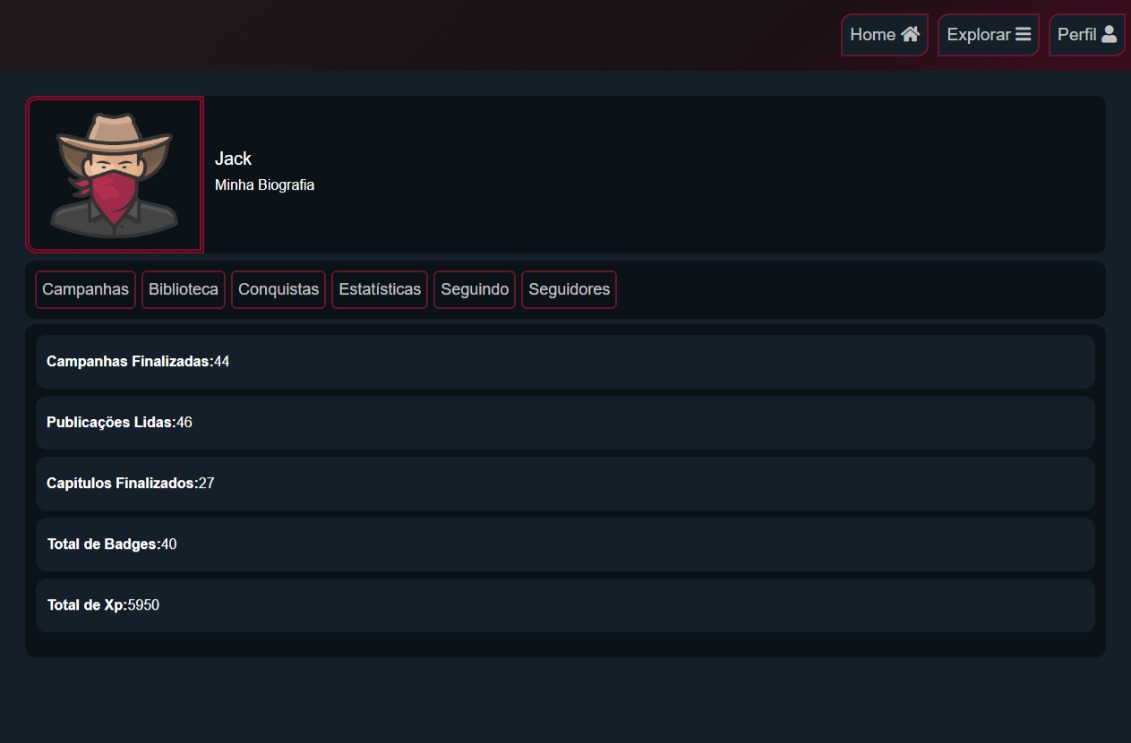 Home Explorar Perfil
Jack
Minha Biografia
Campanhas Biblioteca Conquistas Estatísticas Seguindo Seguidores
Campanhas Finalizadas:44
Publicações Lidas:46
Capítulos Finalizados:27
Total de Badges:40
Total de Xp:5950